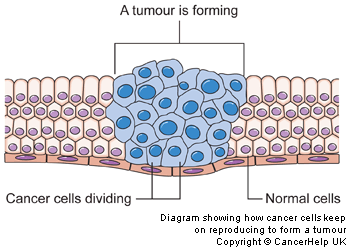 A tumour is forming
Cancer cells dividing
Normal cells
Diagram showing how cancer cells keep
on reproducing to form a tumour
Copyright © CancerHelp UK